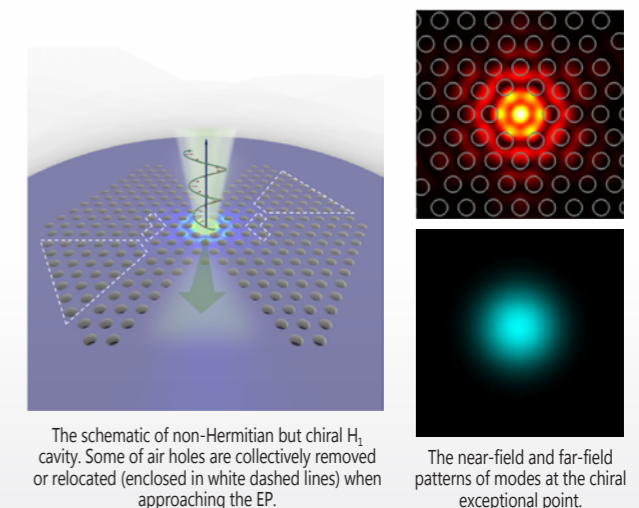 The schematic of non-Hermitian but chiral H₁
cavity. Some of air holes are collectively removed
or relocated (enclosed in white dashed lines) when
approaching the EP.
The near-field and far-field
patterns of modes at the chiral
exceptional point.